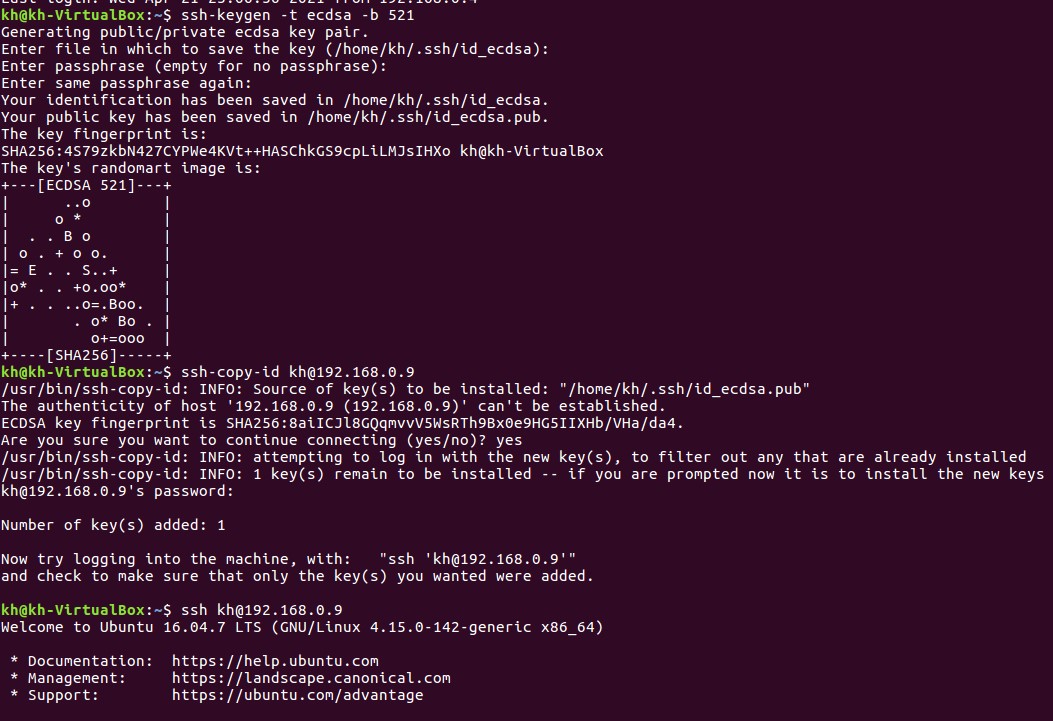 kh@kh-VirtualBox:~$ ssh-keygen -t ecdsa -b 521
Generating public/private ecdsa key pair.
Enter file in which to save the key (/home/kh/.ssh/id_ecdsa):
Enter passphrase (empty for no passphrase):
Enter same passphrase again:
Your identification has been saved in /home/kh/.ssh/id_ecdsa.
Your public key has been saved in /home/kh/.ssh/id_ecdsa.pub.
The key fingerprint is:
SHA256:4S79zkbN427CYPWe4KVt++HASChkGS9cpLiLMJsIHXo kh@kh-VirtualBox
The key's randomart image is:
+---[ECDSA 521]---+
|      ..o        |
|     o *         |
|  . . B o        |
| o . + o o.      |
|= E . . S..+     |
|o* . . +o.oo*    |
|+ . . ..o=.Boo.  |
|       . o* Bo . |
|         o+=ooo  |
+----[SHA256]-----+
kh@kh-VirtualBox:~$ ssh-copy-id kh@192.168.0.9
/usr/bin/ssh-copy-id: INFO: Source of key(s) to be installed: "/home/kh/.ssh/id_ecdsa.pub"
The authenticity of host '192.168.0.9 (192.168.0.9)' can't be established.
ECDSA key fingerprint is SHA256:8aiICJl8GQqmvvV5WsRTh9Bx0e9HG5IIXHb/VHa/da4.
Are you sure you want to continue connecting (yes/no)? yes
/usr/bin/ssh-copy-id: INFO: attempting to log in with the new key(s), to filter out any that are already installed
/usr/bin/ssh-copy-id: INFO: 1 key(s) remain to be installed -- if you are prompted now it is to install the new keys
kh@192.168.0.9's password:
Number of key(s) added: 1
Now try logging into the machine, with:   "ssh 'kh@192.168.0.9'"
and check to make sure that only the key(s) you wanted were added.
kh@kh-VirtualBox:~$ ssh kh@192.168.0.9
Welcome to Ubuntu 16.04.7 LTS (GNU/Linux 4.15.0-142-generic x86_64)
 * Documentation:  https://help.ubuntu.com
 * Management:     https://landscape.canonical.com
 * Support:        https://ubuntu.com/advantage